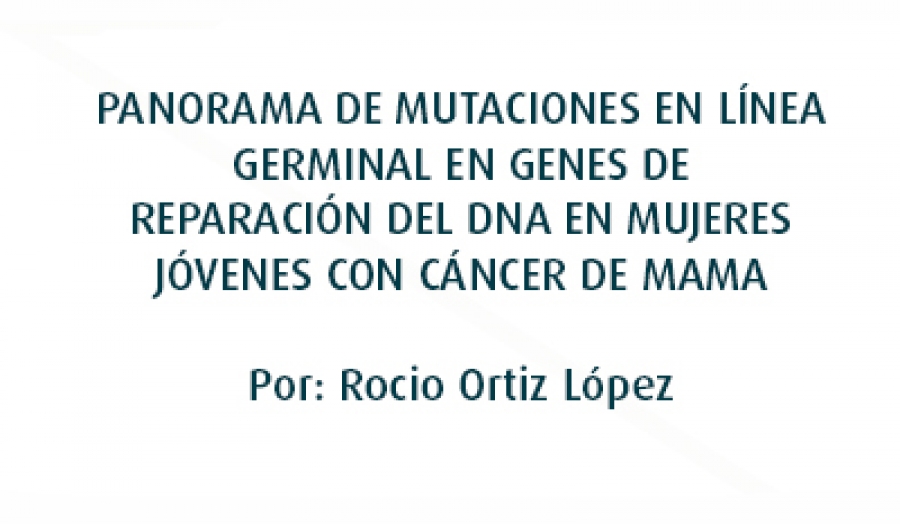 PANORAMA DE MUTACIONES EN LÍNEA
GERMINAL EN GENES DE
REPARACIÓN DEL DNA EN MUJERES
JÓVENES CON CÁNCER DE MAMA
Por: Rocio Ortiz López